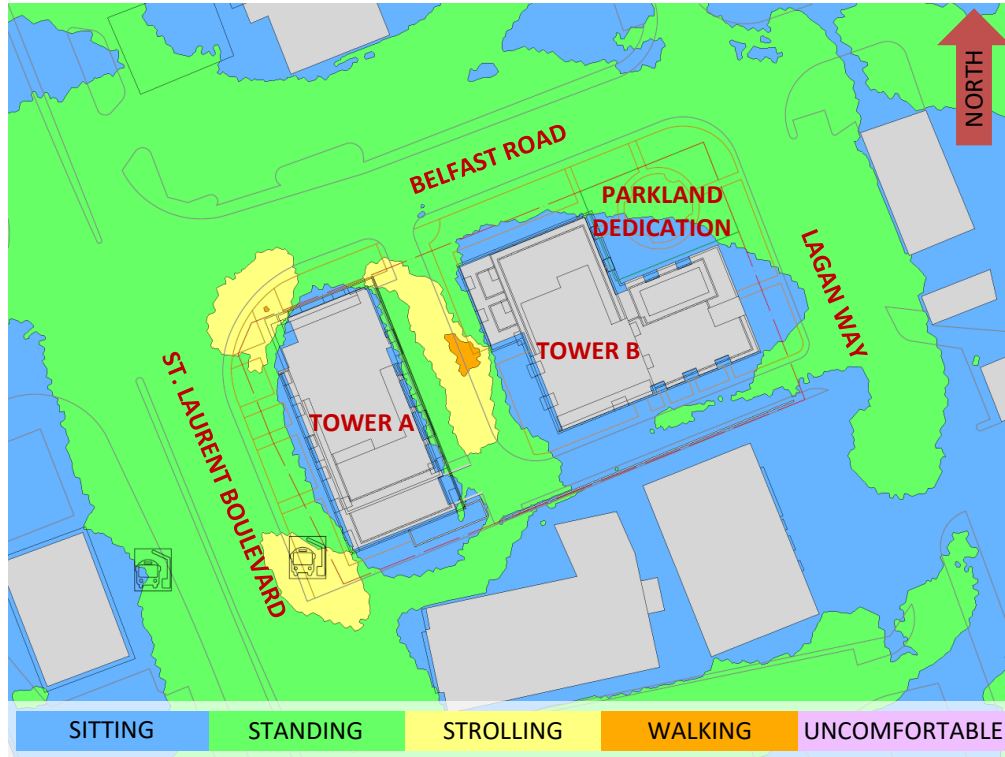 NORTH
BELFAST ROAD
PARKLAND
DEDICATION
LAGAN WAY
TOWER B
ST. LAURENT BOULEVARD
TOWER A
SITTING
STANDING
STROLLING
WALKING
UNCOMFORTABLE